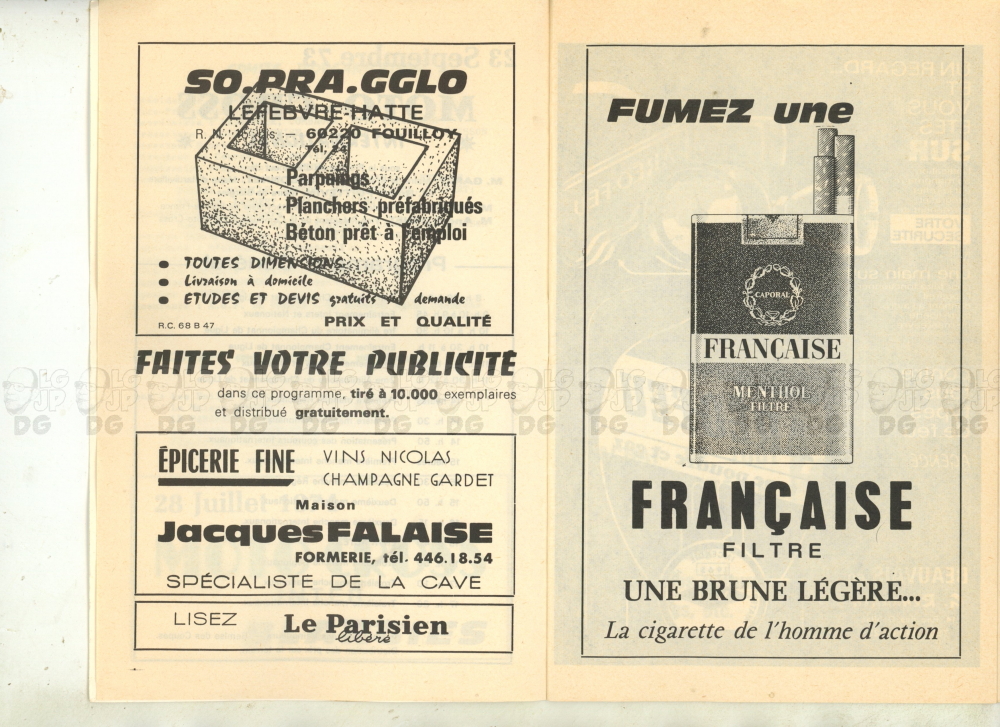 SO.PRA.GGLO
LEFEBVRE-HATTE
R. N. — 60220 FOUILLOY
Tél. 24
Parpaings
Planchers préfabriqués
Béton prêt à l'emploi
• TOUTES DIMENSIONS
• Livraison à domicile
• ETUDES ET DEVIS gratuits demande
R.C. 68 B 47
PRIX ET QUALITÉ
FAITES VOTRE PUBLICITÉ
dans ce programme, tiré à 10.000 exemplaires
et distribué gratuitement.
ÉPICERIE FINE
VINS NICOLAS
CHAMPAGNE GARDET
Maison
Jacques FALAISE
FORMERIE, tél. 446.18.54
SPÉCIALISTE DE LA CAVE
LISEZ Le Parisien
libéré
FUMEZ une
CAPORAL
FRANÇAISE
MENTHOL
FILTRE
FRANÇAISE
FILTRE
UNE BRUNE LÉGÈRE...
La cigarette de l'homme d'action